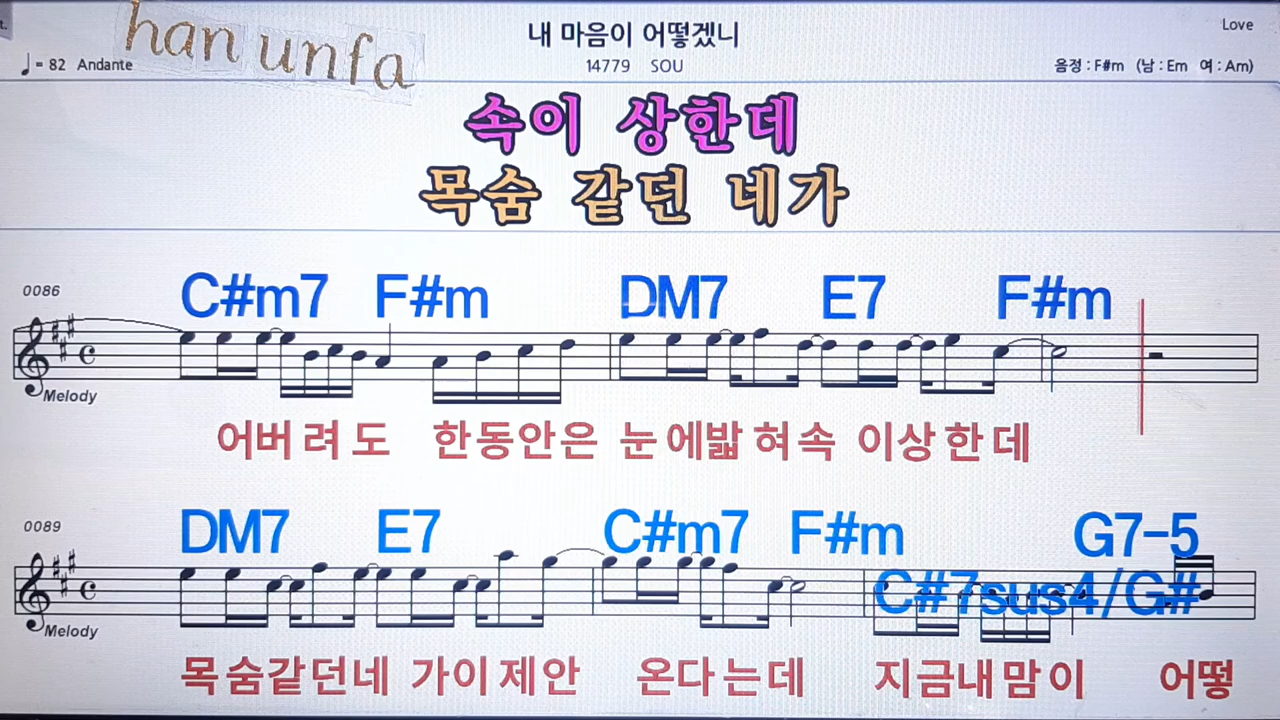 han unfa
내 마음이 어떻겠니
Love
♩= 82 Andante
14779 SOU
음정 : F#m (남 : Em 여 : Am)
속이 상한데
목숨 같던 네가
C#m7 F#m DM7 E7 F#m
0086
Melody
어버려도 한동안은 눈에밟혀속 이상한데
DM7 E7 C#m7 F#m G7-5
0089
C#7sus4/G#
Melody
목숨같던네 가이제안 온다는데 지금내맘이 어떻